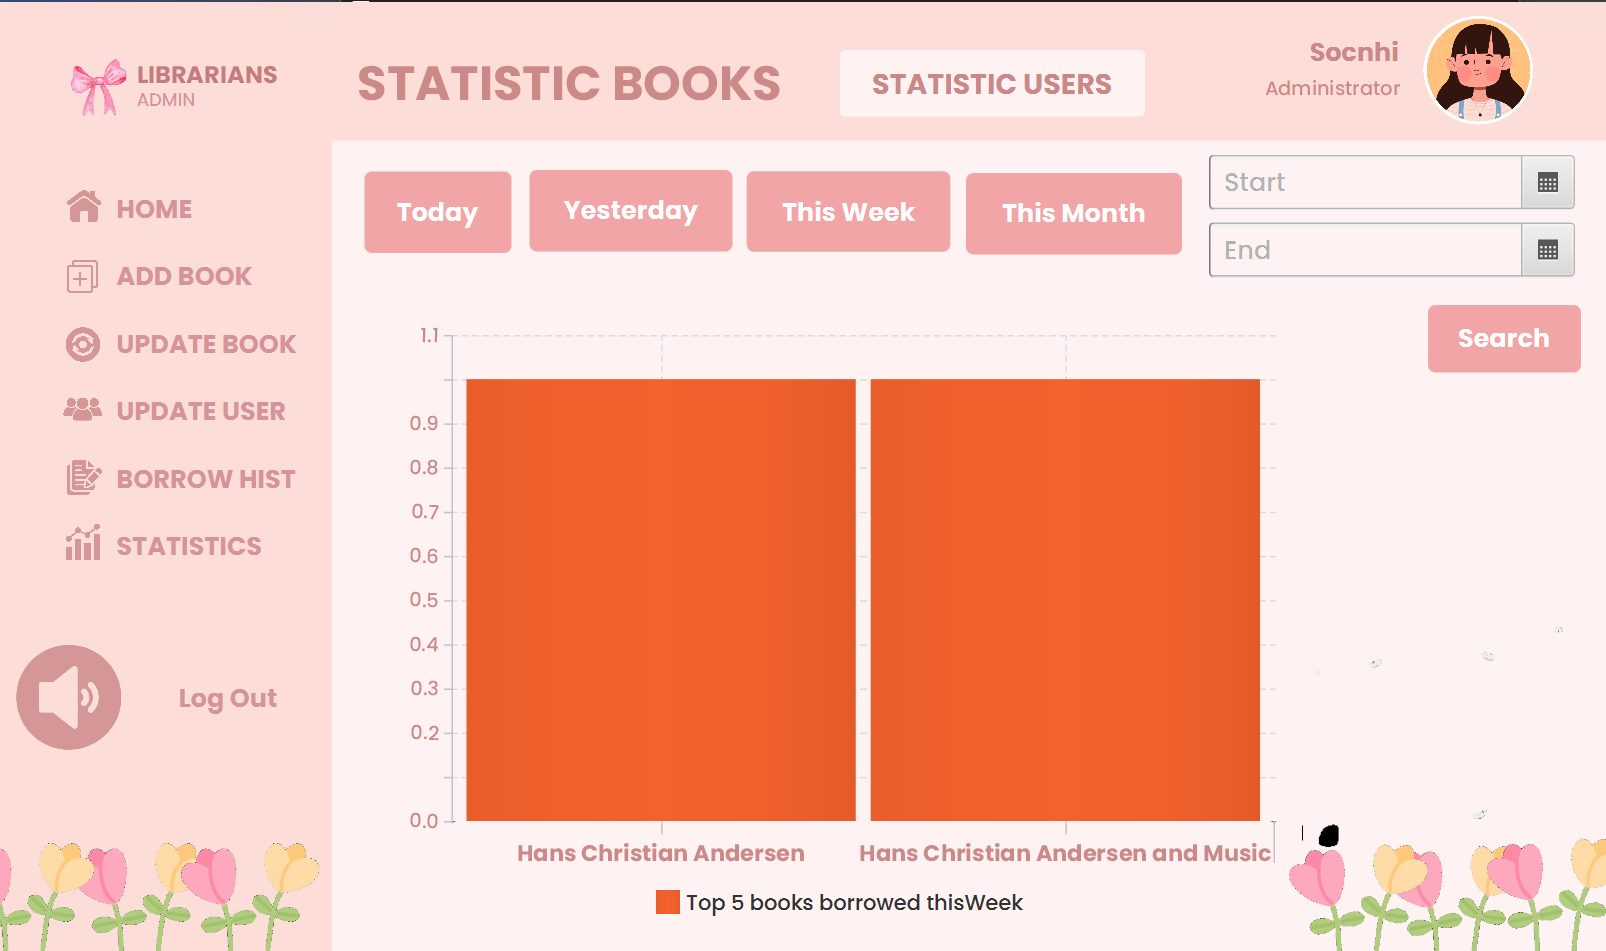 LIBRARIANS
ADMIN
STATISTIC BOOKS
STATISTIC USERS
Socnhi
Administrator
HOME
ADD BOOK
UPDATE BOOK
UPDATE USER
BORROW HIST
STATISTICS
Log Out
Today
Yesterday
This Week
This Month
Start
End
Search
1.1
0.9
0.8
0.7
0.6
0.5
0.4
0.3
0.2
0.0
Hans Christian Andersen
Hans Christian Andersen and Music
Top 5 books borrowed thisWeek